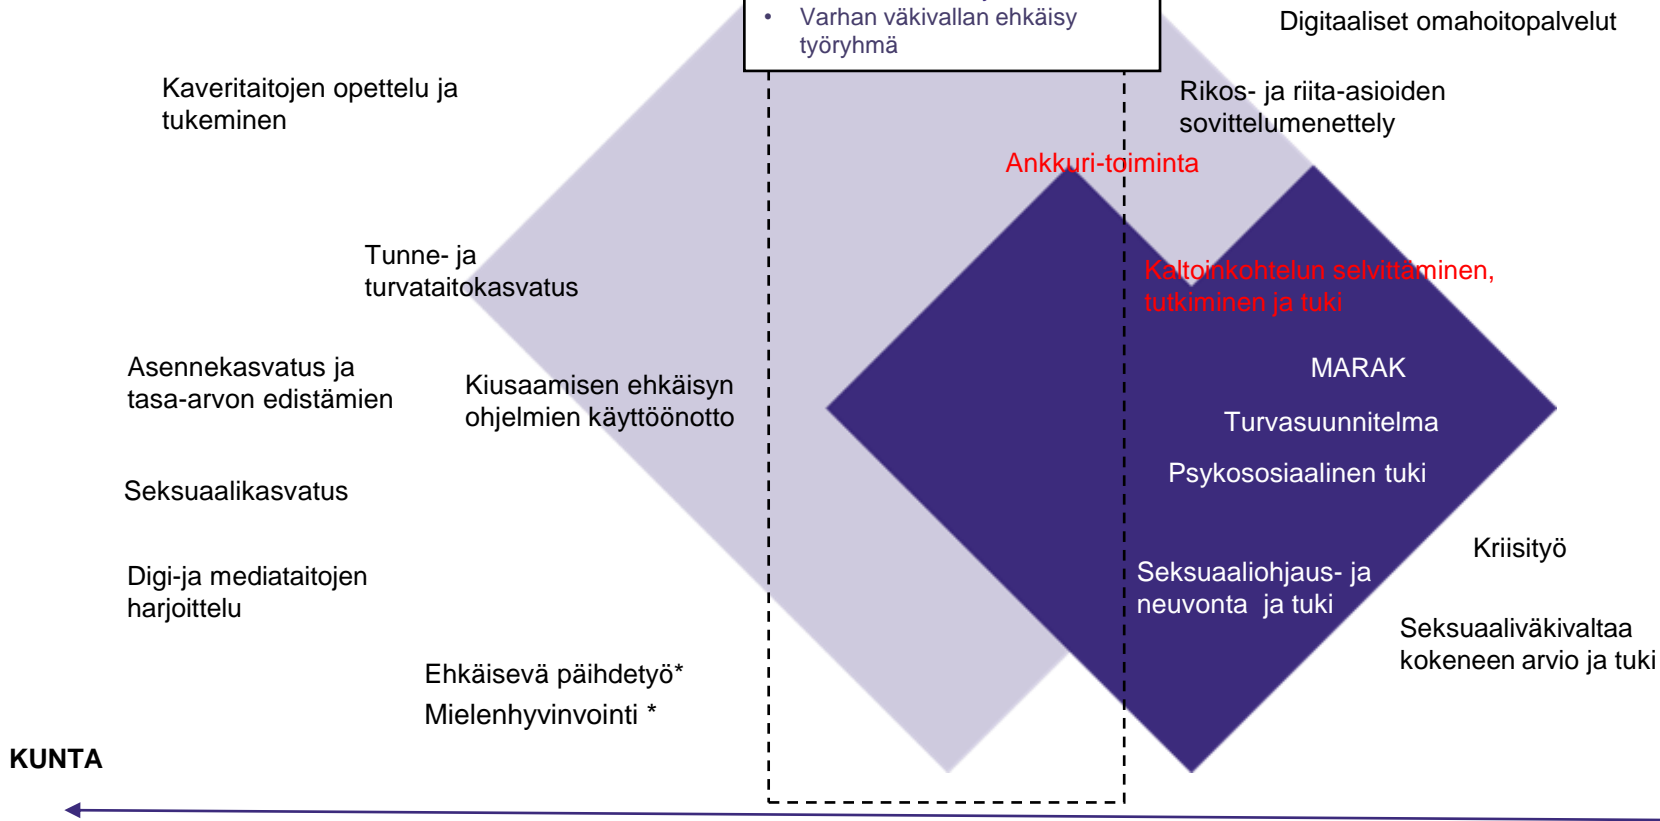 • Varhan väkivallan ehkäisy
työryhmä
Digitaaliset omahoitopalvelut
Kaveritaitojen opettelu ja
tukeminen
Rikos- ja riita-asioiden
sovittelumenettely
Ankkuri-toiminta
Tunne- ja
turvataitokasvatus
Kaltoinkohtelun selvittäminen,
tutkiminen ja tuki
Asennekasvatus ja
tasa-arvon edistämien
Kiusaamisen ehkäisyn
ohjelmien käyttöönotto
MARAK
Turvasuunnitelma
Psykososiaalinen tuki
Seksuaalikasvatus
Kriisityö
Digi-ja mediataitojen
harjoittelu
Seksuaaliohjaus- ja
neuvonta ja tuki
Seksuaaliväkivaltaa
kokeneen arvio ja tuki
Ehkäisevä päihdetyö*
Mielenhyvinvointi *
KUNTA